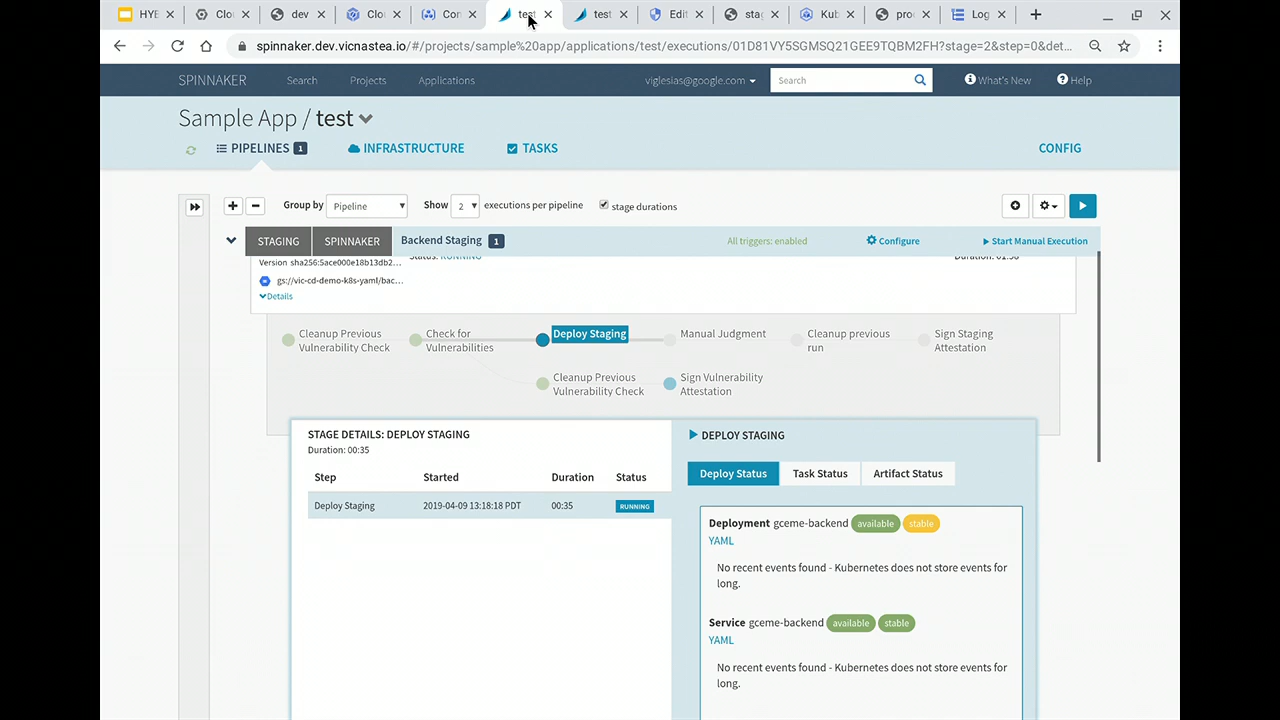 HYE
Clo
dev
Clo
Con
test
test
Edit
sta
Kub
pro
Log
spinnaker.dev.vicnastea.io/#/projects/sample%20app/applications/test/executions/01D81VY5SGMSQ21GEE9TQBM2FH?stage=2&step=0&det...
SPINNAKER
Search
Projects
Applications
viglesias@google.com
Search
What's New
Help
Sample App / test
PIPELINES 1
INFRASTRUCTURE
TASKS
CONFIG
Group by
Pipeline
Show
2
executions per pipeline
stage durations
STAGING
SPINNAKER
Backend Staging 1
All triggers: enabled
Configure
Start Manual Execution
Version sha256:5ace000e18b13db2...
Status: RUNNING
gs://vic-cd-demo-k8s-yaml/bac...
Details
Cleanup Previous
Vulnerability Check
Check for
Vulnerabilities
Deploy Staging
Manual Judgment
Cleanup previous
run
Sign Staging
Attestation
Cleanup Previous
Vulnerability Check
Sign Vulnerability
Attestation
STAGE DETAILS: DEPLOY STAGING
Duration: 00:35
Step
Started
Duration
Status
Deploy Staging
2019-04-09 13:18:18 PDT
00:35
RUNNING
DEPLOY STAGING
Deploy Status
Task Status
Artifact Status
Deployment gceme-backend available stable
YAML
No recent events found - Kubernetes does not store events for
long.
Service gceme-backend available stable
YAML
No recent events found - Kubernetes does not store events for
long.